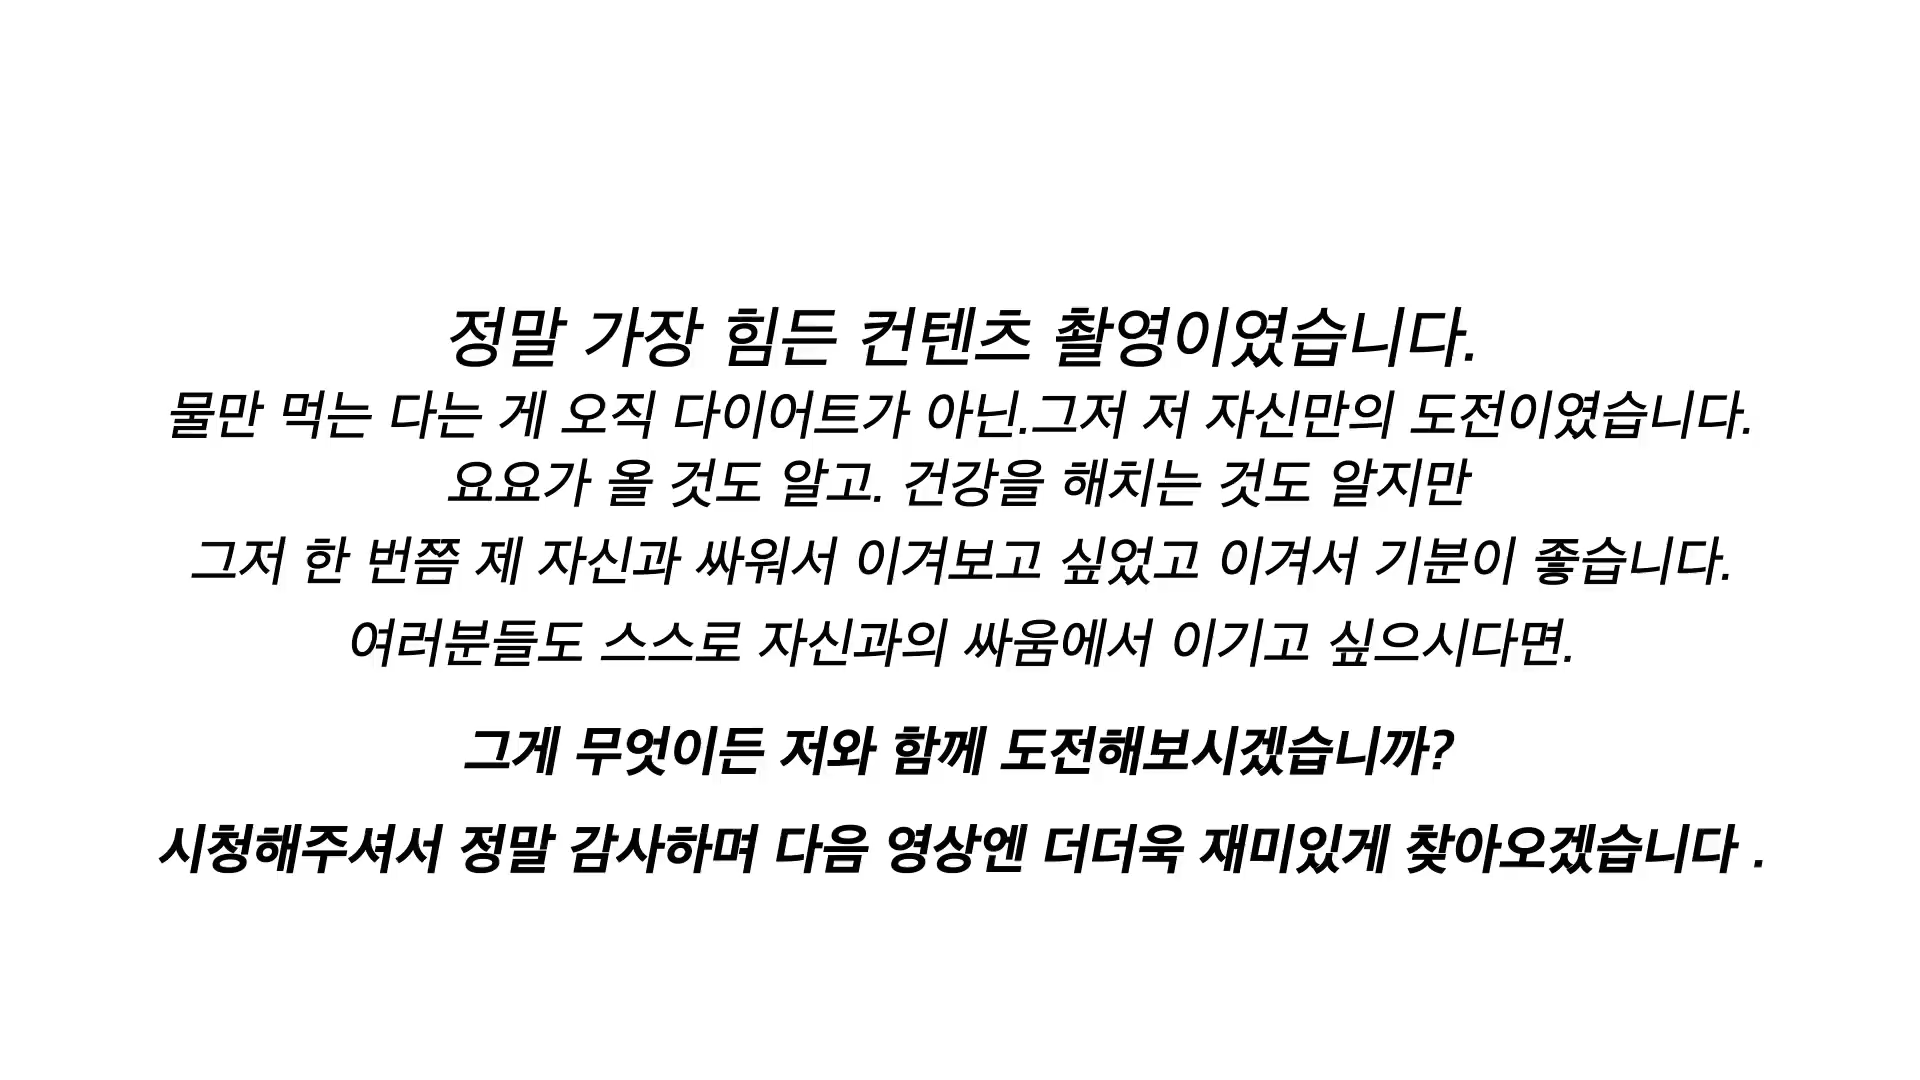 정말 가장 힘든 컨텐츠 촬영이였습니다.
물만 먹는 다는 게 오직 다이어트가 아닌.그저 저 자신만의 도전이였습니다.
요요가 올 것도 알고. 건강을 해치는 것도 알지만
그저 한 번쯤 제 자신과 싸워서 이겨보고 싶었고 이겨서 기분이 좋습니다.
여러분들도 스스로 자신과의 싸움에서 이기고 싶으시다면.
그게 무엇이든 저와 함께 도전해보시겠습니까?
시청해주셔서 정말 감사하며 다음 영상엔 더더욱 재미있게 찾아오겠습니다 .